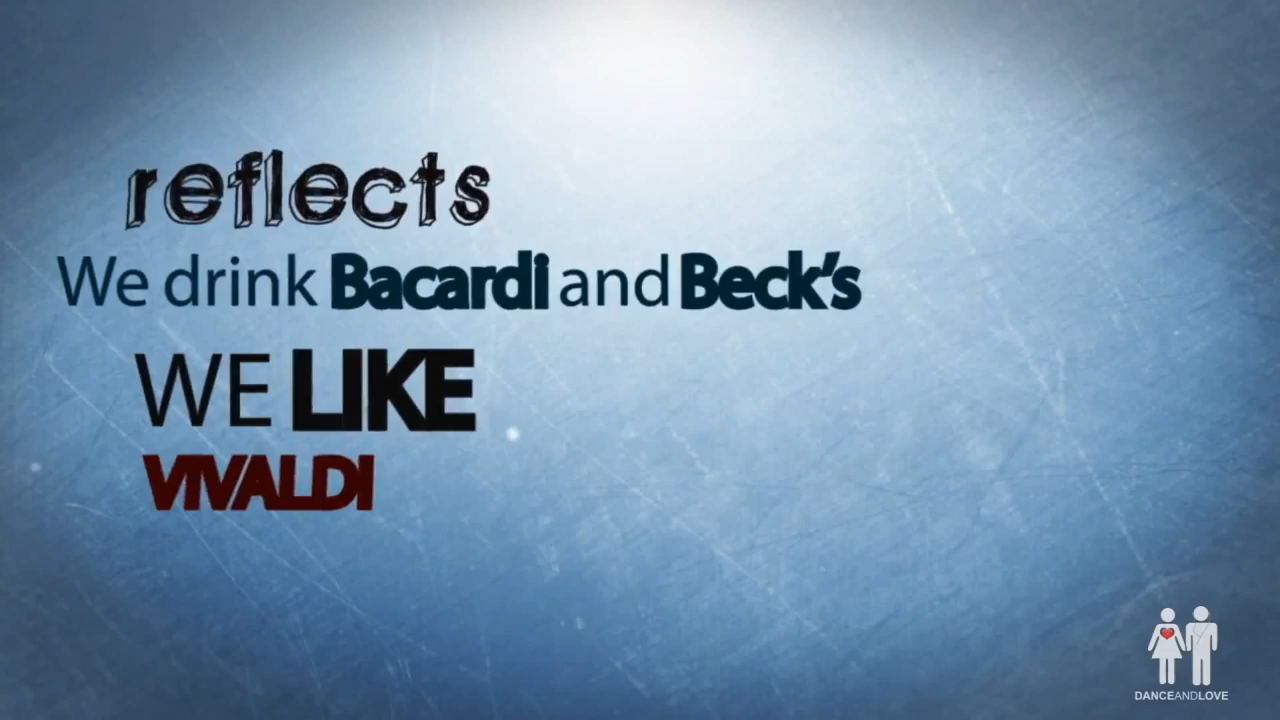 reflects
We drink Bacardi and Beck's
WE LIKE
VIVALDI
DANCEANDLOVE